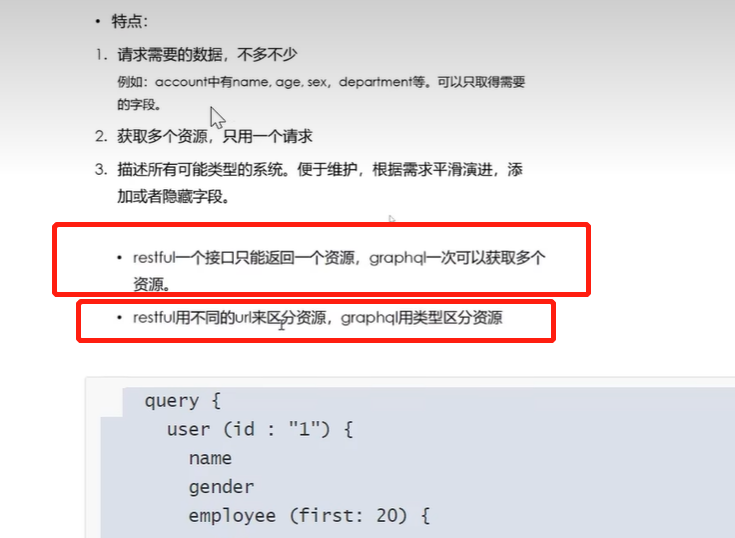 • 特点：
1. 请求需要的数据，不多不少
例如：account中有name, age, sex，department等。可以只取得需要
的字段。
2. 获取多个资源，只用一个请求
3. 描述所有可能类型的系统。便于维护，根据需求平滑演进，添
加或者隐藏字段。
• restful一个接口只能返回一个资源，graphql一次可以获取多个
资源。
• restful用不同的url来区分资源，graphql用类型区分资源
query {
user (id : "1") {
name
gender
employee (first: 20) {